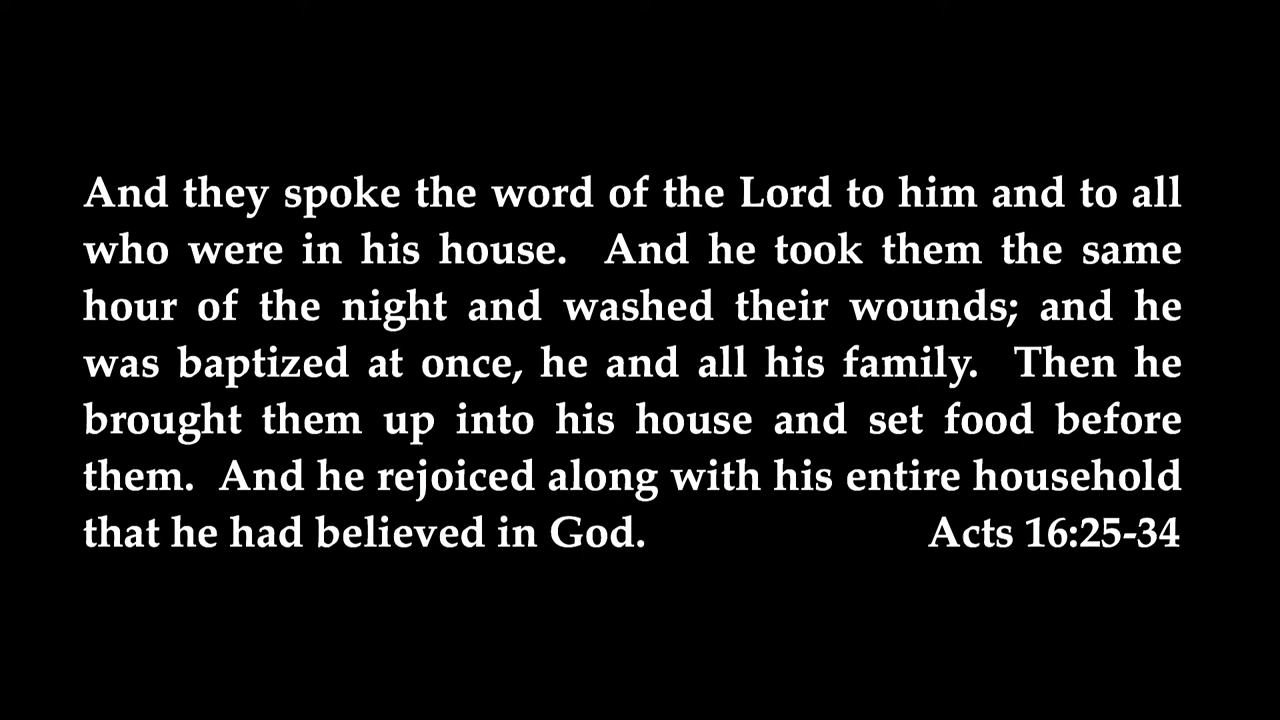 And they spoke the word of the Lord to him and to all
who were in his house.  And he took them the same
hour of the night and washed their wounds; and he
was baptized at once, he and all his family.  Then he
brought them up into his house and set food before
them.  And he rejoiced along with his entire household
that he had believed in God. Acts 16:25-34